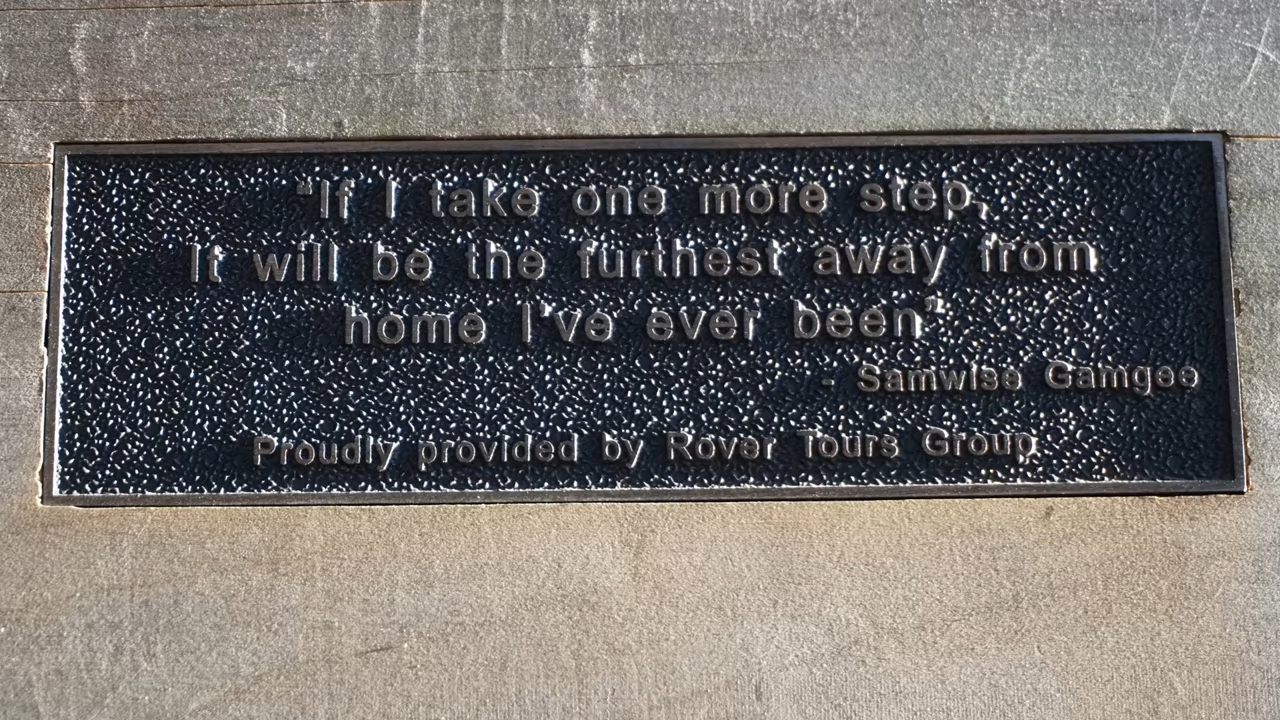 “If I take one more step,
It will be the furthest away from
home I've ever been”
- Samwise Gamgee
Proudly provided by Rover Tours Group